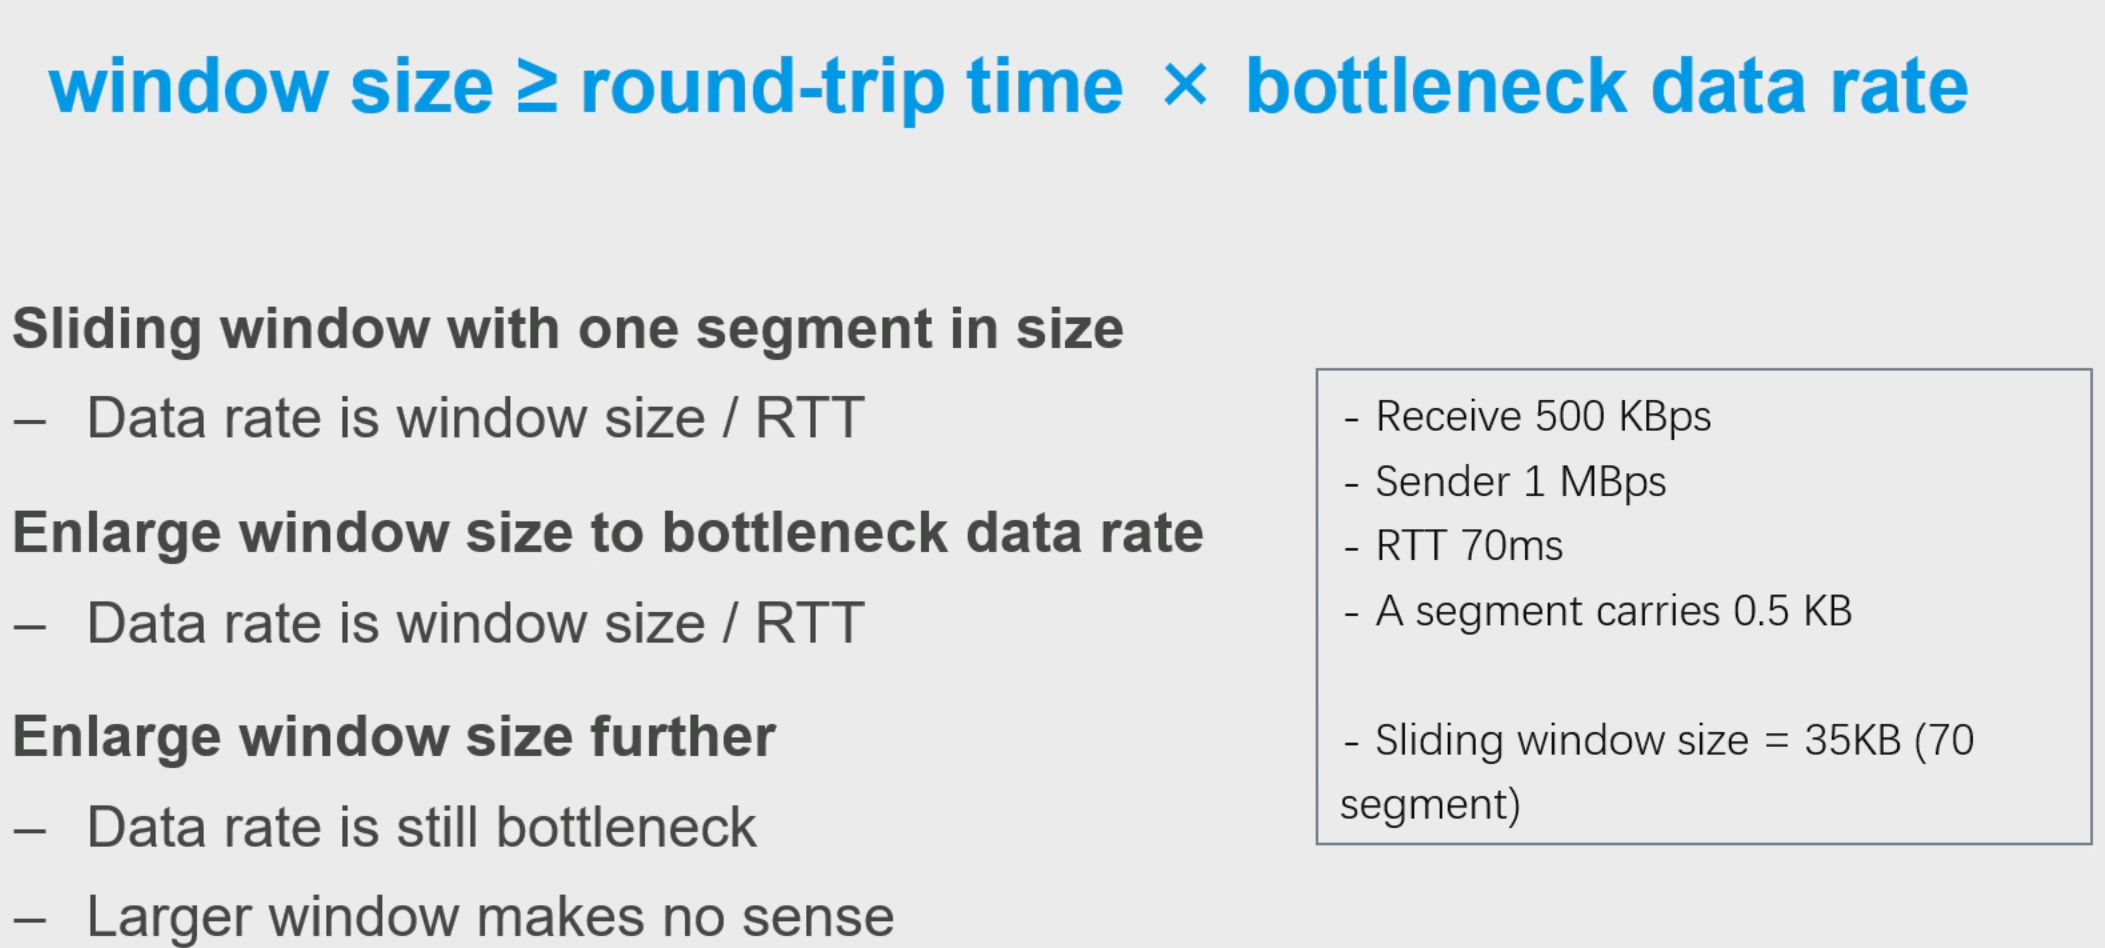 window size ≥ round-trip time × bottleneck data rate
Sliding window with one segment in size
– Data rate is window size / RTT
Enlarge window size to bottleneck data rate
– Data rate is window size / RTT
Enlarge window size further
– Data rate is still bottleneck
– Larger window makes no sense
- Receive 500 KBps
- Sender 1 MBps
- RTT 70ms
- A segment carries 0.5 KB
- Sliding window size = 35KB (70
segment)